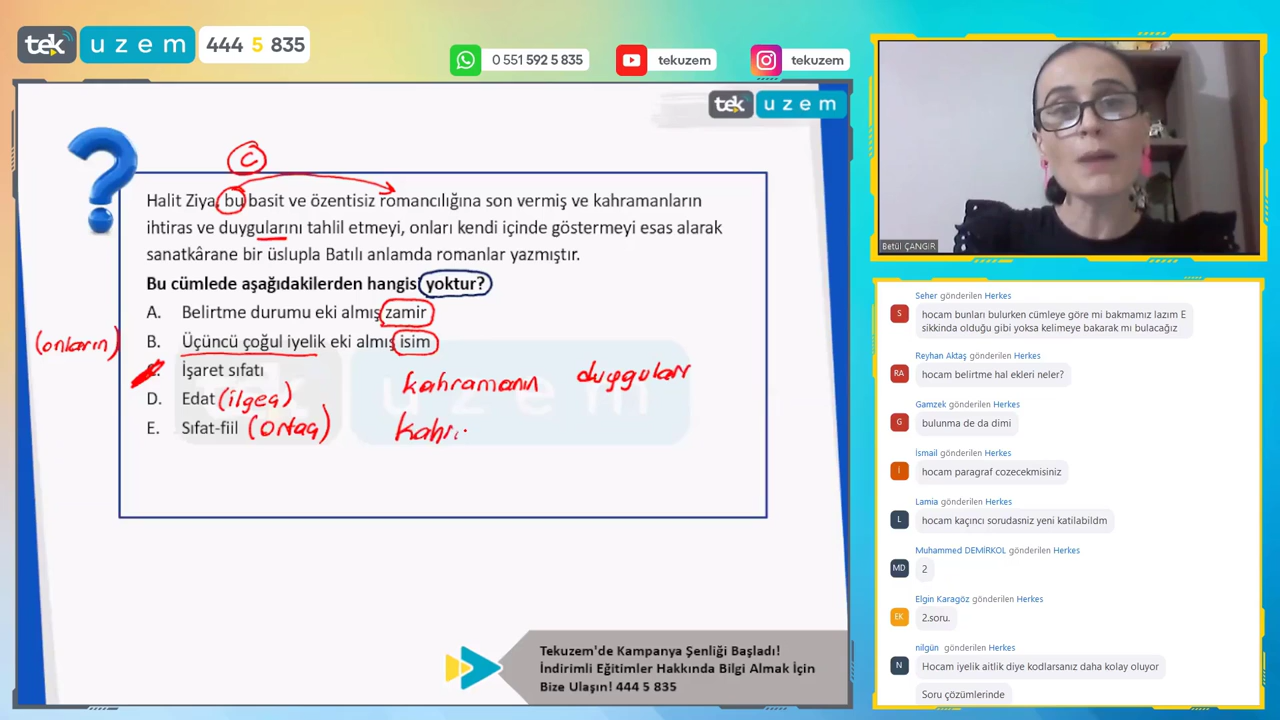 tek uzem 444 5 835
0 551 592 5 835
tekuzem
tekuzem
tek uzem
C
Halit Ziya, bu basit ve özentisiz romancılığına son vermiş ve kahramanların
ihtiras ve duygularını tahlil etmeyi, onları kendi içinde göstermeyi esas alarak
sanatkârane bir üslupla Batılı anlamda romanlar yazmıştır.
Bu cümlede aşağıdakilerden hangisi yoktur?
A. Belirtme durumu eki almış zamir
(onların) B. Üçüncü çoğul iyelik eki almış isim
İşaret sıfatı
D. Edat (ilgeç)
E. Sıfat-fiil (ortaç)
kahramanın duyguları
kahr
Tekuzem'de Kampanya Şenliği Başladı!
İndirimli Eğitimler Hakkında Bilgi Almak İçin
Bize Ulaşın! 444 5 835
Betül ÇANGIR
Seher gönderilen Herkes
S
hocam bunları bulurken cümleye göre mi bakmamız lazım E
sikkinda olduğu gibi yoksa kelimeye bakarak mı bulacağız
Reyhan Aktaş gönderilen Herkes
RA
hocam belirtme hal ekleri neler?
Gamzek gönderilen Herkes
G
bulunma de da dimi
İsmail gönderilen Herkes
İ
hocam paragraf cozecekmisiniz
Lamia gönderilen Herkes
L
hocam kaçıncı sorudasniz yeni katilabildm
Muhammed DEMİRKOL gönderilen Herkes
MD
2
Elgin Karagöz gönderilen Herkes
EK
2.soru.
nilgün gönderilen Herkes
N
Hocam iyelik aitlik diye kodlarsanız daha kolay oluyor
Soru çözümlerinde